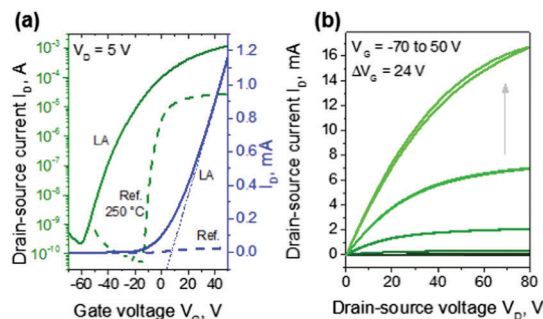 (a)
V_D = 5 V
Drain-source current I_D, A
10⁻³
10⁻⁴
10⁻⁵
10⁻⁶
10⁻⁷
10⁻⁸
10⁻⁹
10⁻¹⁰
LA
Ref.
250 °C
LA
Ref.
1.2
1.0
0.8
0.6
0.4
0.2
0.0
I_D, mA
-60 -40 -20 0 20 40
Gate voltage V_G, V
(b)
V_G = -70 to 50 V
ΔV_G = 24 V
Drain-source current I_D, mA
16
14
12
10
8
6
4
2
0
0 20 40 60 80
Drain-source voltage V_D, V